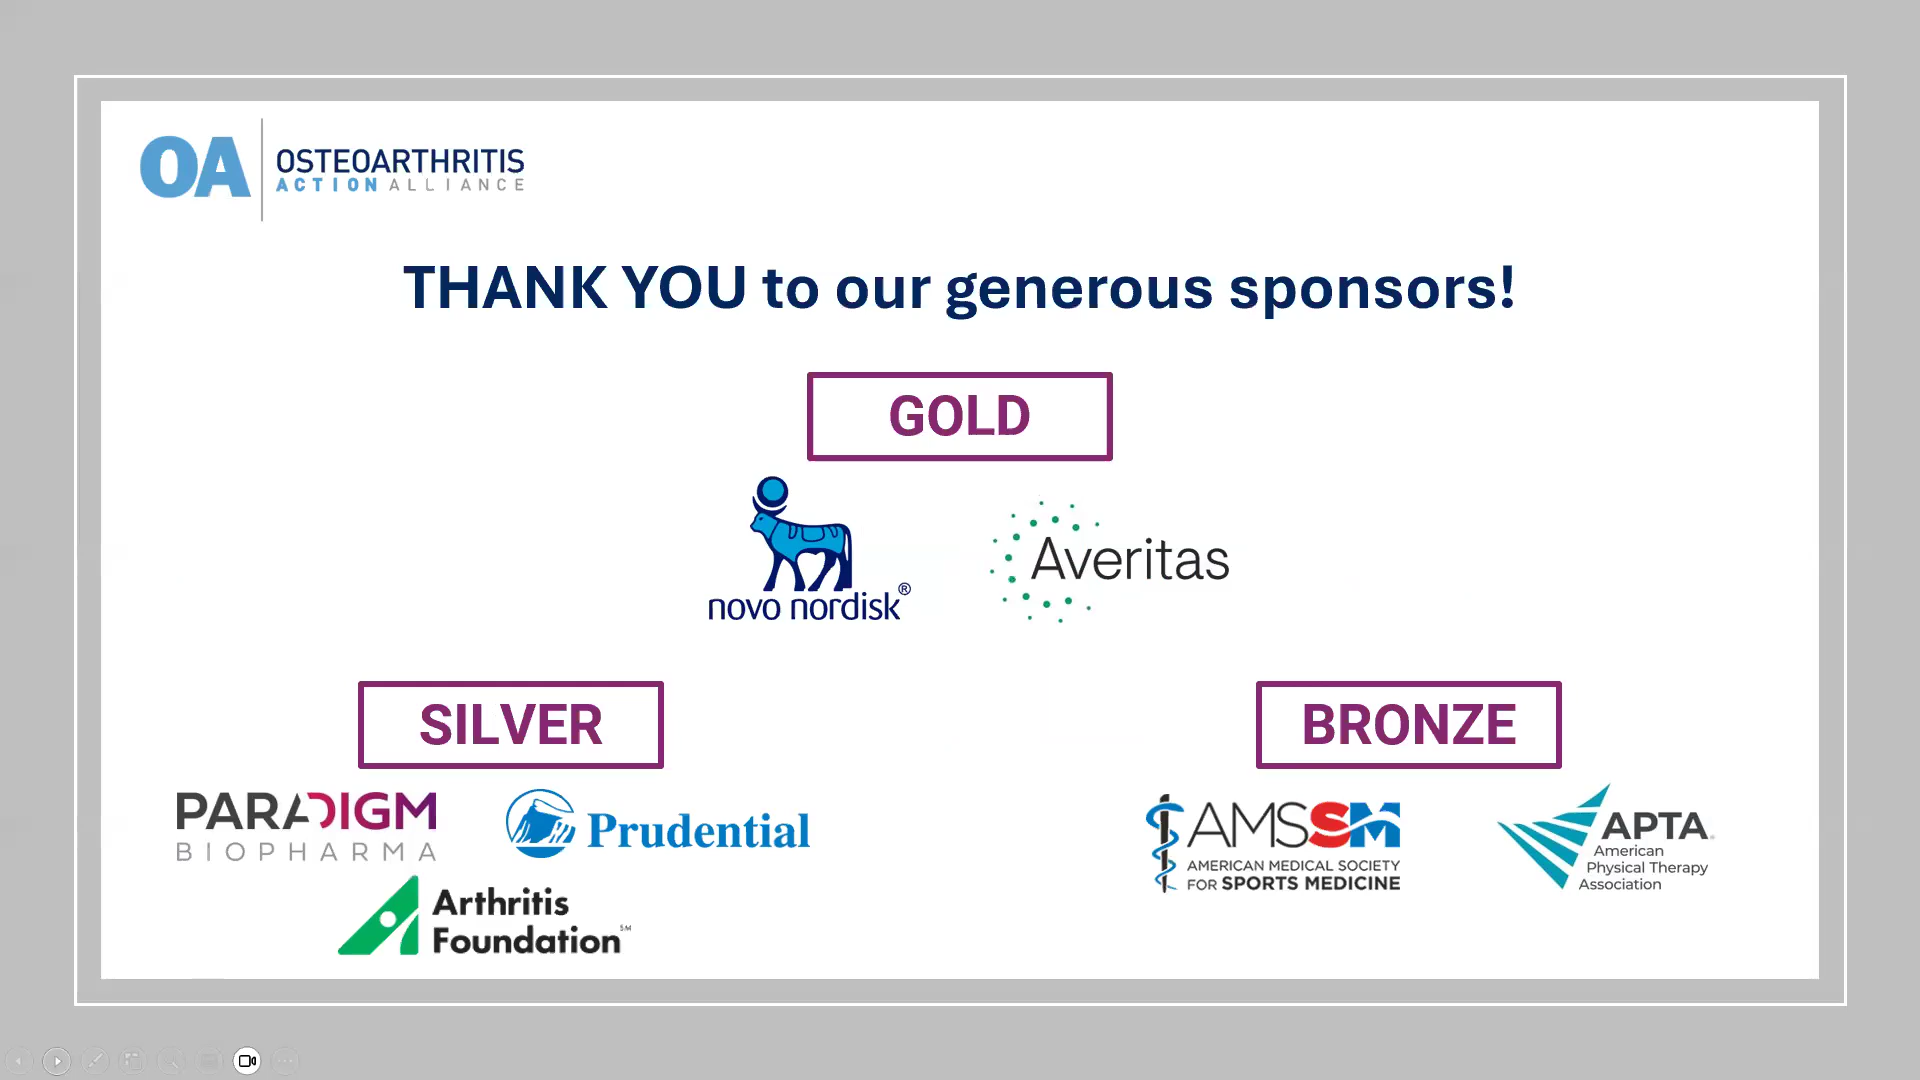 OA
OSTEOARTHRITIS
ACTION ALLIANCE
THANK YOU to our generous sponsors!
GOLD
novo nordisk®
Averitas
SILVER
PARADIGM
BIOPHARMA
Prudential
Arthritis
Foundation℠
BRONZE
AMSSM
AMERICAN MEDICAL SOCIETY
FOR SPORTS MEDICINE
APTA
American
Physical Therapy
Association